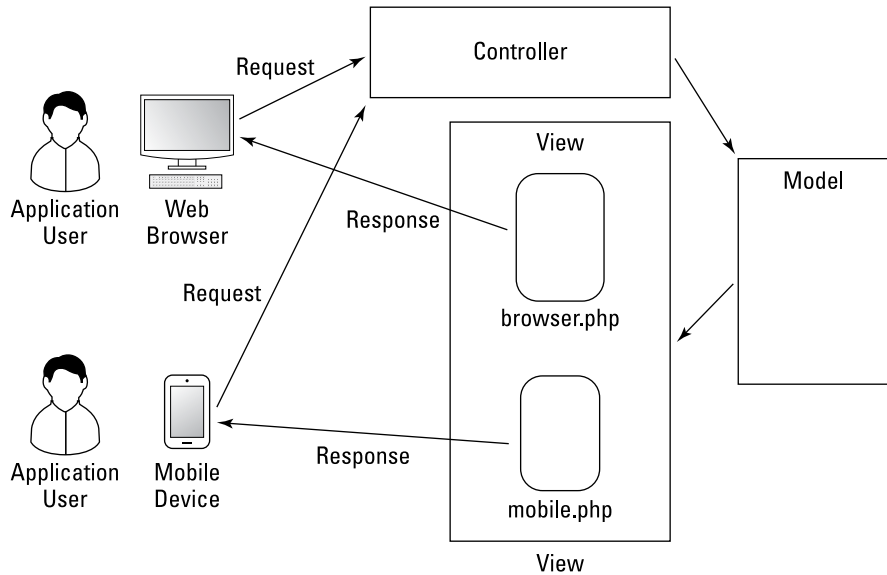 Controller
Request
View
Model
Application
User
Web
Browser
Response
Request
browser.php
Application
User
Mobile
Device
Response
mobile.php
View